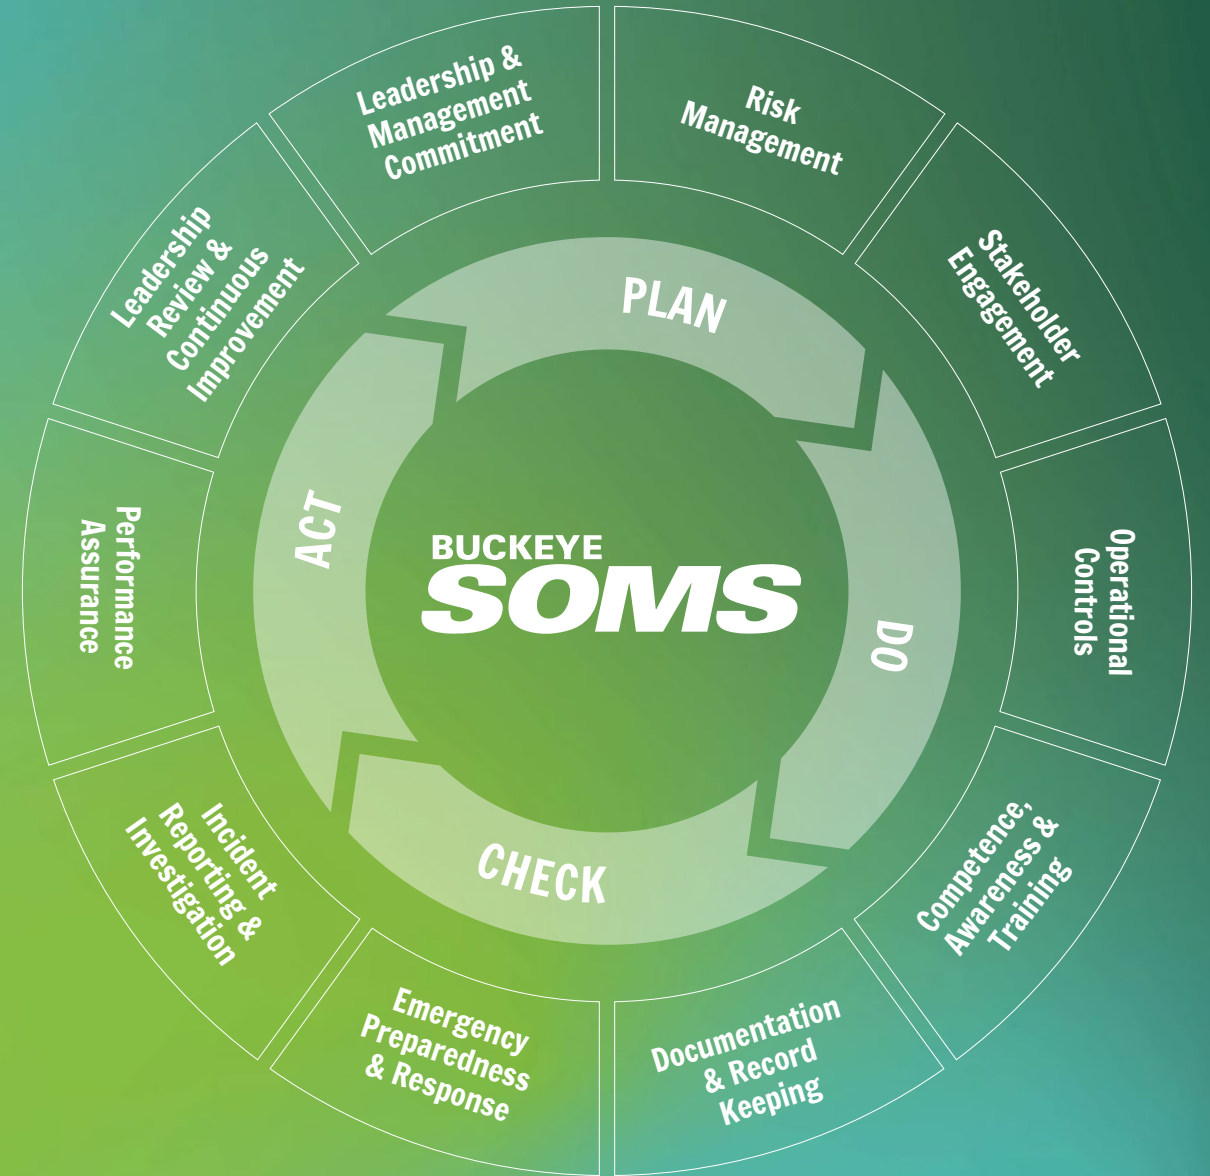 Leadership &
Management
Commitment
Risk
Management
Stakeholder
Engagement
Operational
Controls
Competence,
Awareness &
Training
Documentation
& Record
Keeping
Emergency
Preparedness
& Response
Incident
Reporting &
Investigation
Performance
Assurance
Leadership
Review &
Continuous
Improvement
PLAN
DO
CHECK
ACT
BUCKEYE
SOMS